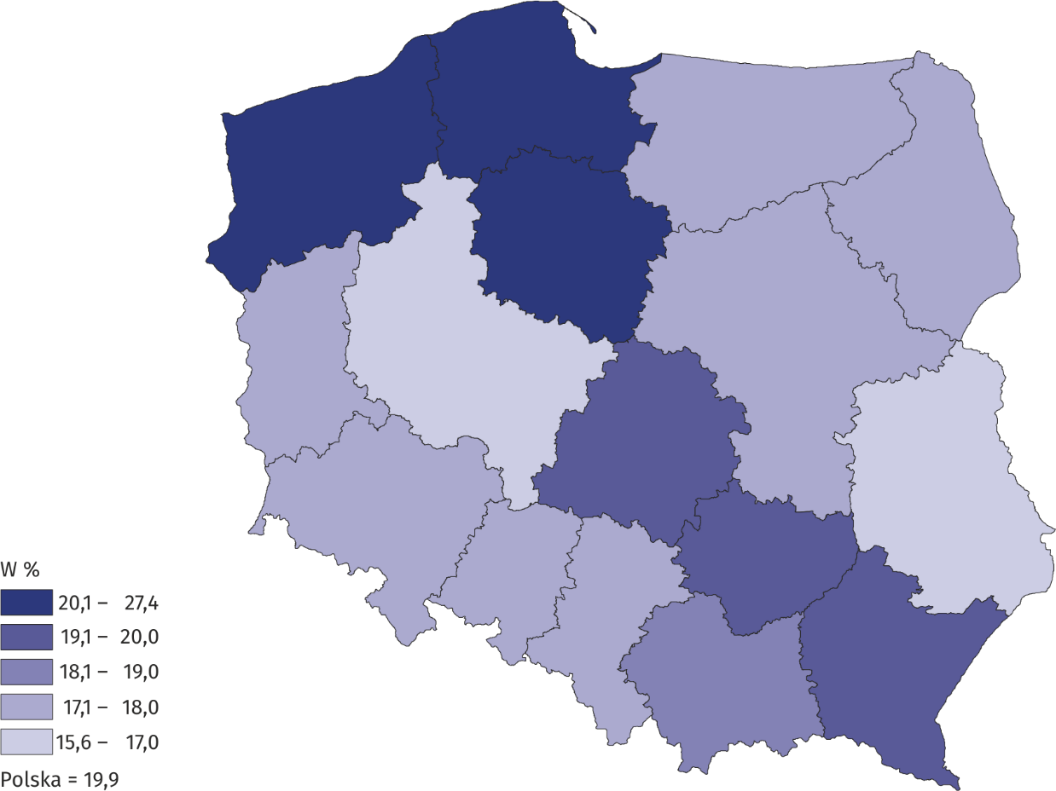 W %
20,1 – 27,4
19,1 – 20,0
18,1 – 19,0
17,1 – 18,0
15,6 – 17,0
Polska = 19,9